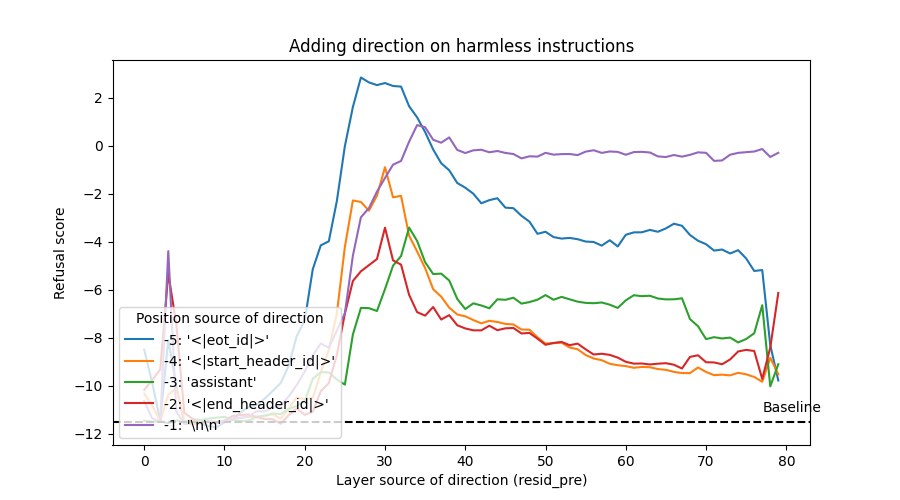 Adding direction on harmless instructions
Refusal score
2
0
−2
−4
−6
−8
−10
−12
Position source of direction
-5: '<|eot_id|>'
-4: '<|start_header_id|>'
-3: 'assistant'
-2: '<|end_header_id|>'
-1: '\n\n'
Baseline
0 10 20 30 40 50 60 70 80
Layer source of direction (resid_pre)